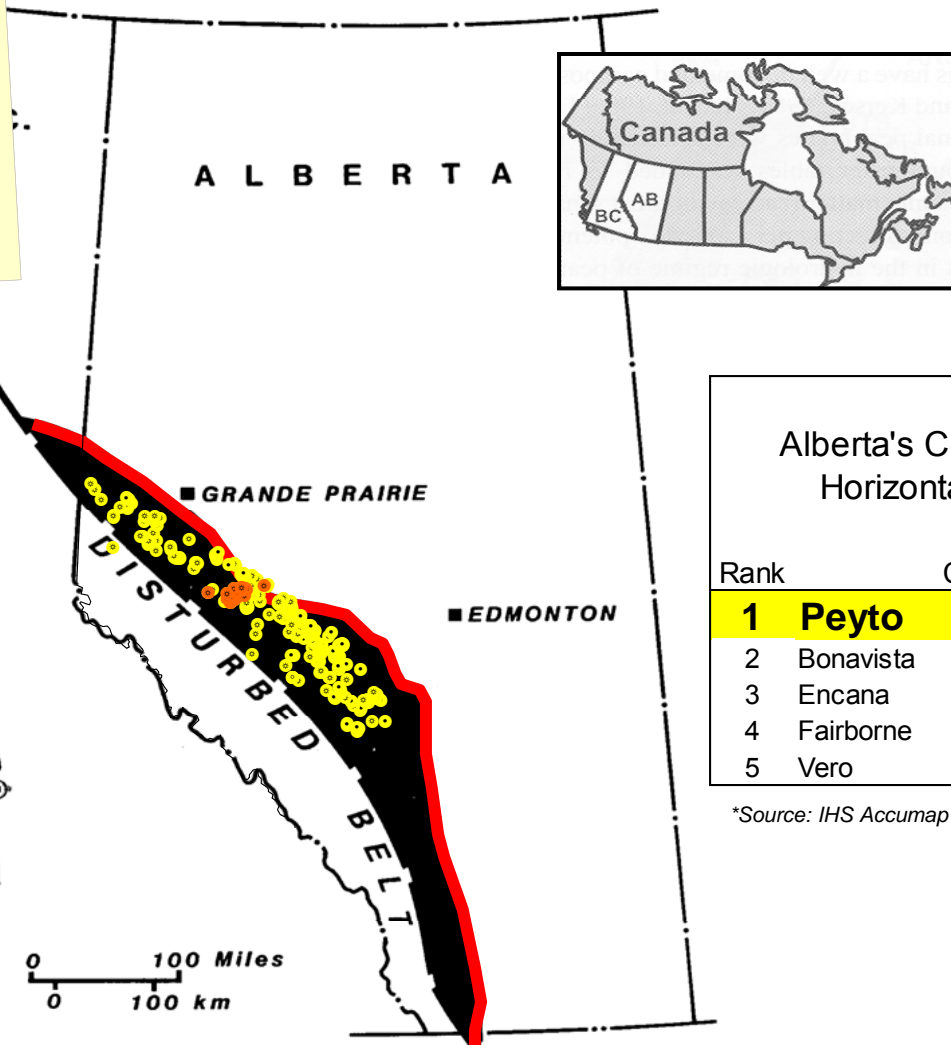 ALBERTA
Canada
BC
AB
GRANDE PRAIRIE
EDMONTON
DISTURBED BELT
0 100 Miles
0 100 km
Alberta's C
Horizonta
Rank
1 Peyto
2 Bonavista
3 Encana
4 Fairborne
5 Vero
*Source: IHS Accumap